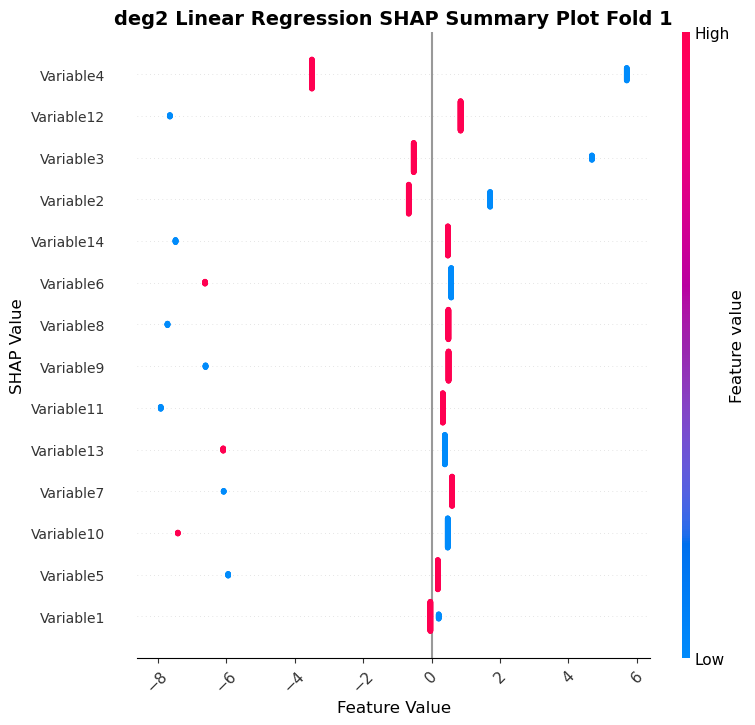 deg2 Linear Regression SHAP Summary Plot Fold 1
High
Variable4
Variable12
Variable3
Variable2
Variable14
Variable6
Variable8
Variable9
Variable11
Variable13
Variable7
Variable10
Variable5
Variable1
SHAP Value
Feature value
Low
−8 −6 −4 −2 0 2 4 6
Feature Value